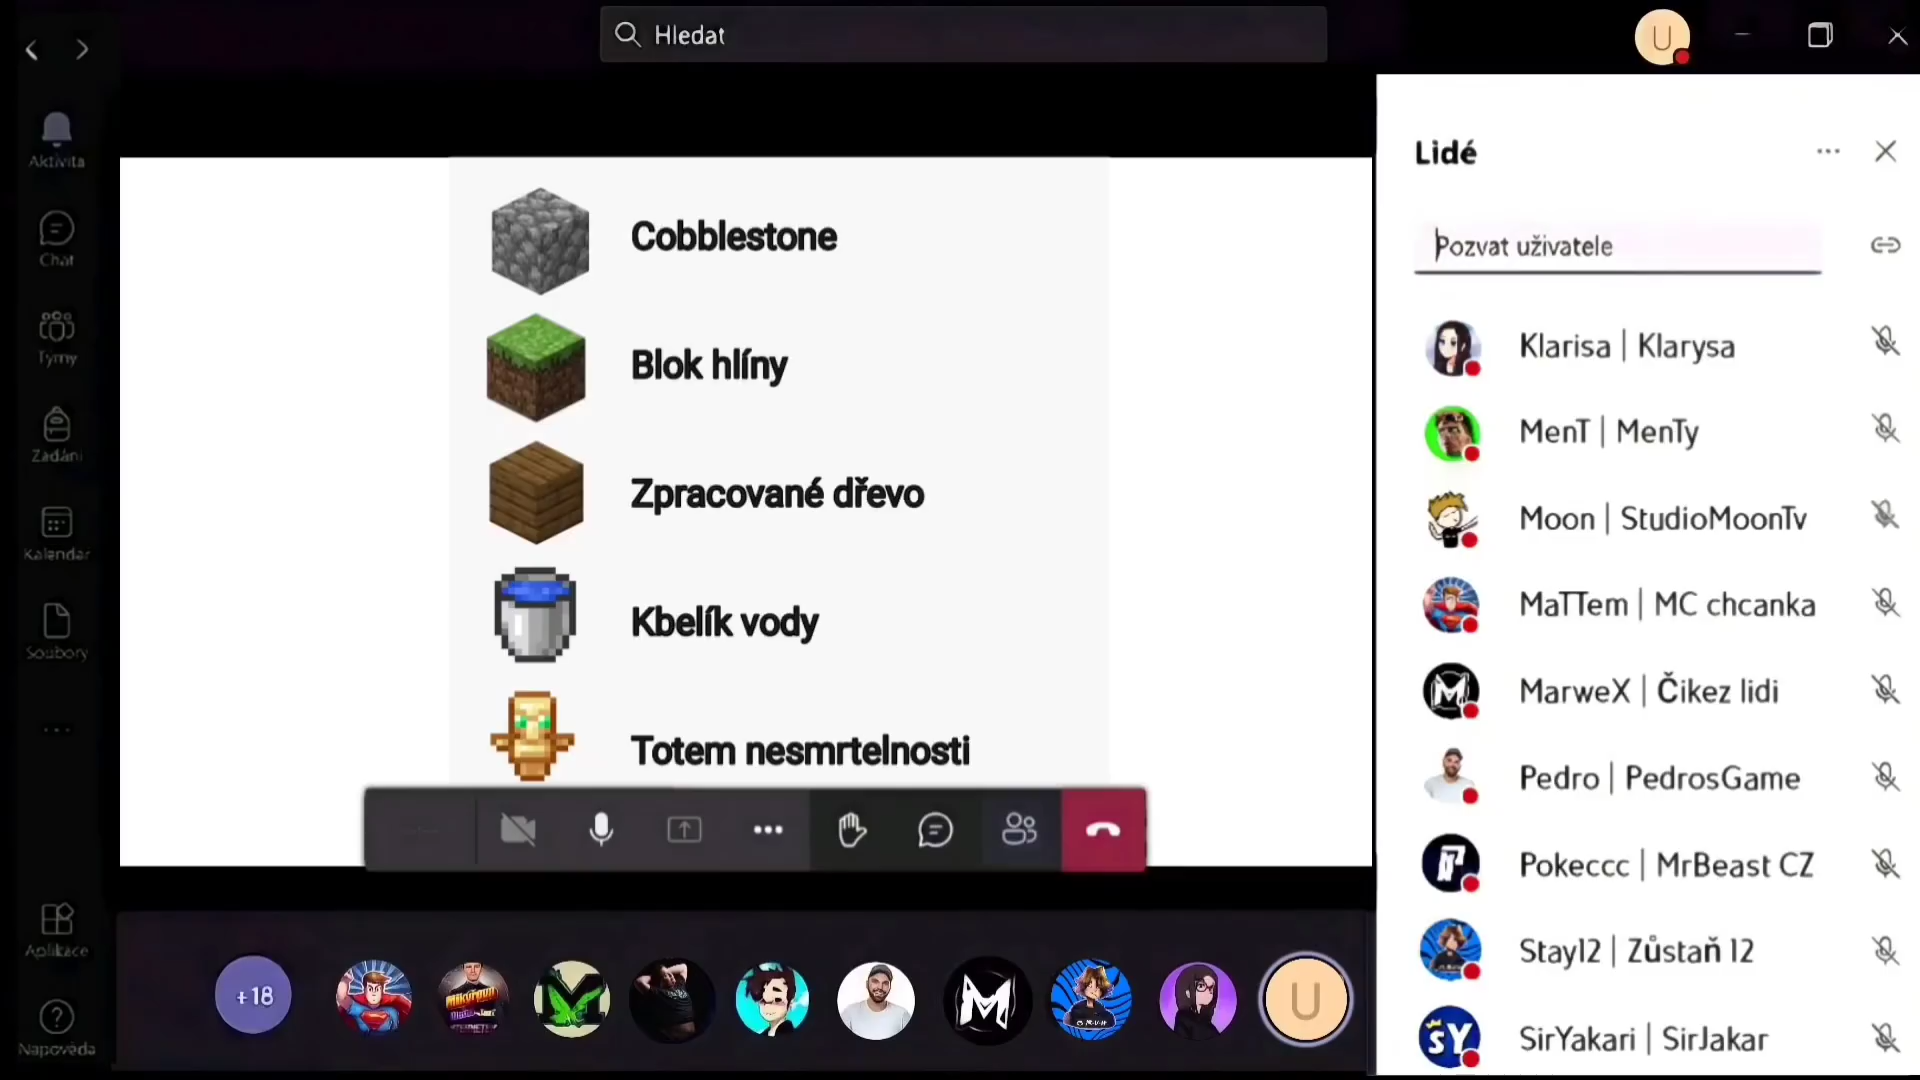 Hledat
U
Aktivita
Chat
Týmy
Zadání
Kalendář
Soubory
Aplikace
Nápověda
Cobblestone
Blok hlíny
Zpracované dřevo
Kbelík vody
Totem nesmrtelnosti
+18
U
Lidé
Pozvat uživatele
Klarisa | Klarysa
MenT | MenTy
Moon | StudioMoonTv
MaTTem | MC chcanka
MarweX | Čikez lidi
Pedro | PedrosGame
Pokeccc | MrBeast CZ
Stay12 | Zůstaň 12
SirYakari | SirJakar